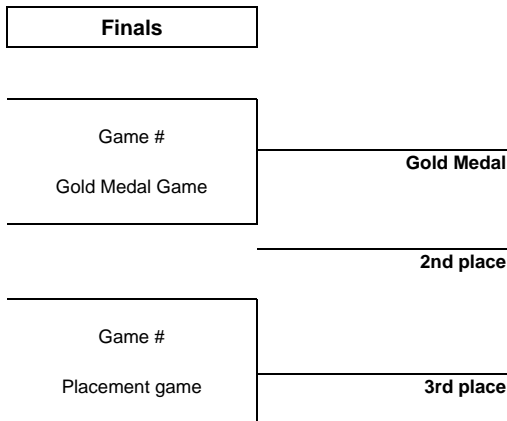 Finals
Game #
Gold Medal
Gold Medal Game
2nd place
Game #
Placement game
3rd place